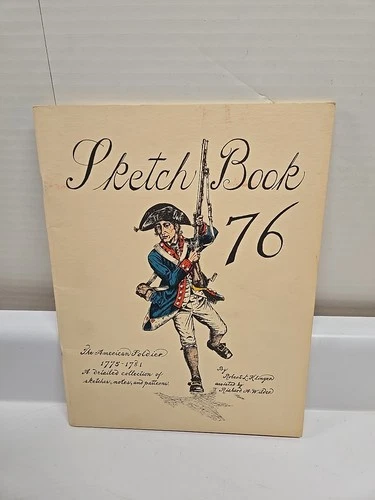 Sketch Book
76
The American Soldier
1775-1781
A detailed collection of
sketches, notes, and patterns
By
Robert L. Klinger
assisted by
Richard A. Wilder